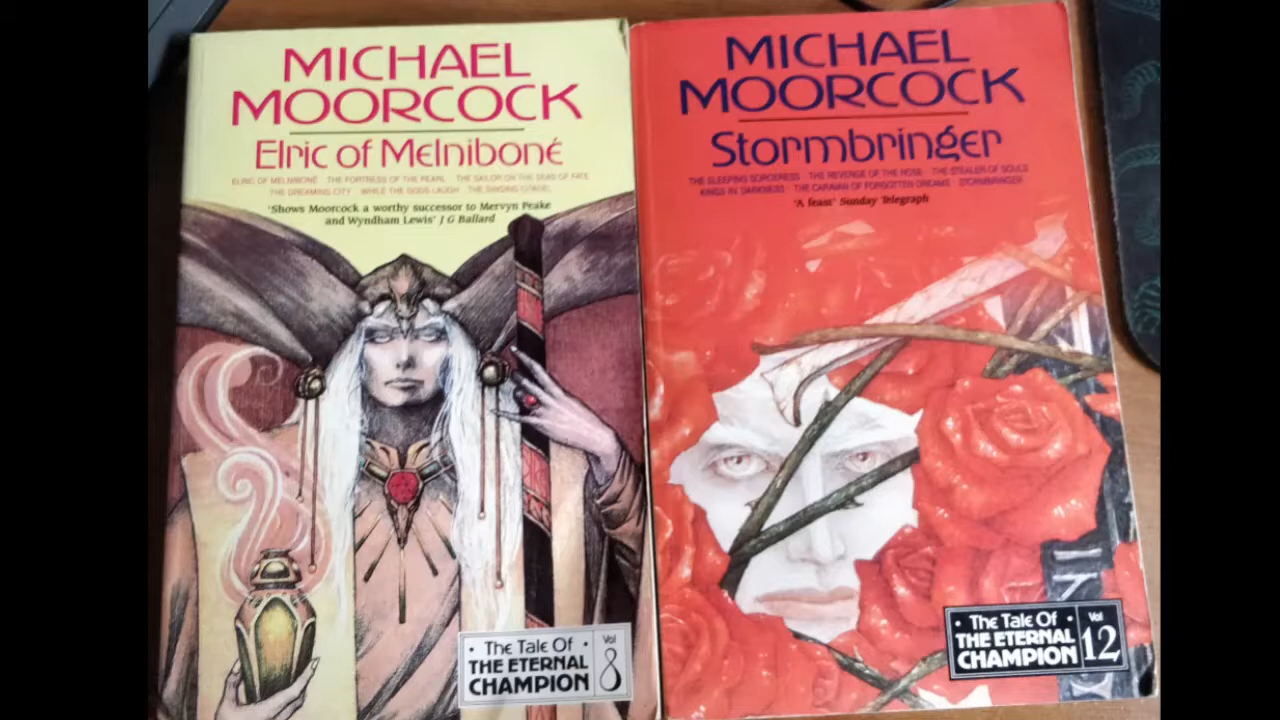 MICHAEL
MOORCOCK
Elric of Melniboné
ELRIC OF MELNIBONÉ THE FORTRESS OF THE PEARL THE SAILOR ON THE SEAS OF FATE
THE DREAMING CITY WHILE THE GODS LAUGH THE SINGING CITADEL
'Shows Moorcock a worthy successor to Mervyn Peake
and Wyndham Lewis' J G Ballard
• The Tale Of •
THE ETERNAL
CHAMPION
Vol
8
MICHAEL
MOORCOCK
Stormbringer
THE SLEEPING SORCERESS THE REVENGE OF THE ROSE THE STEALER OF SOULS
KINGS IN DARKNESS THE CARAVAN OF FORGOTTEN DREAMS STORMBRINGER
'A feast' Sunday Telegraph
• The Tale Of •
THE ETERNAL
CHAMPION
Vol
12